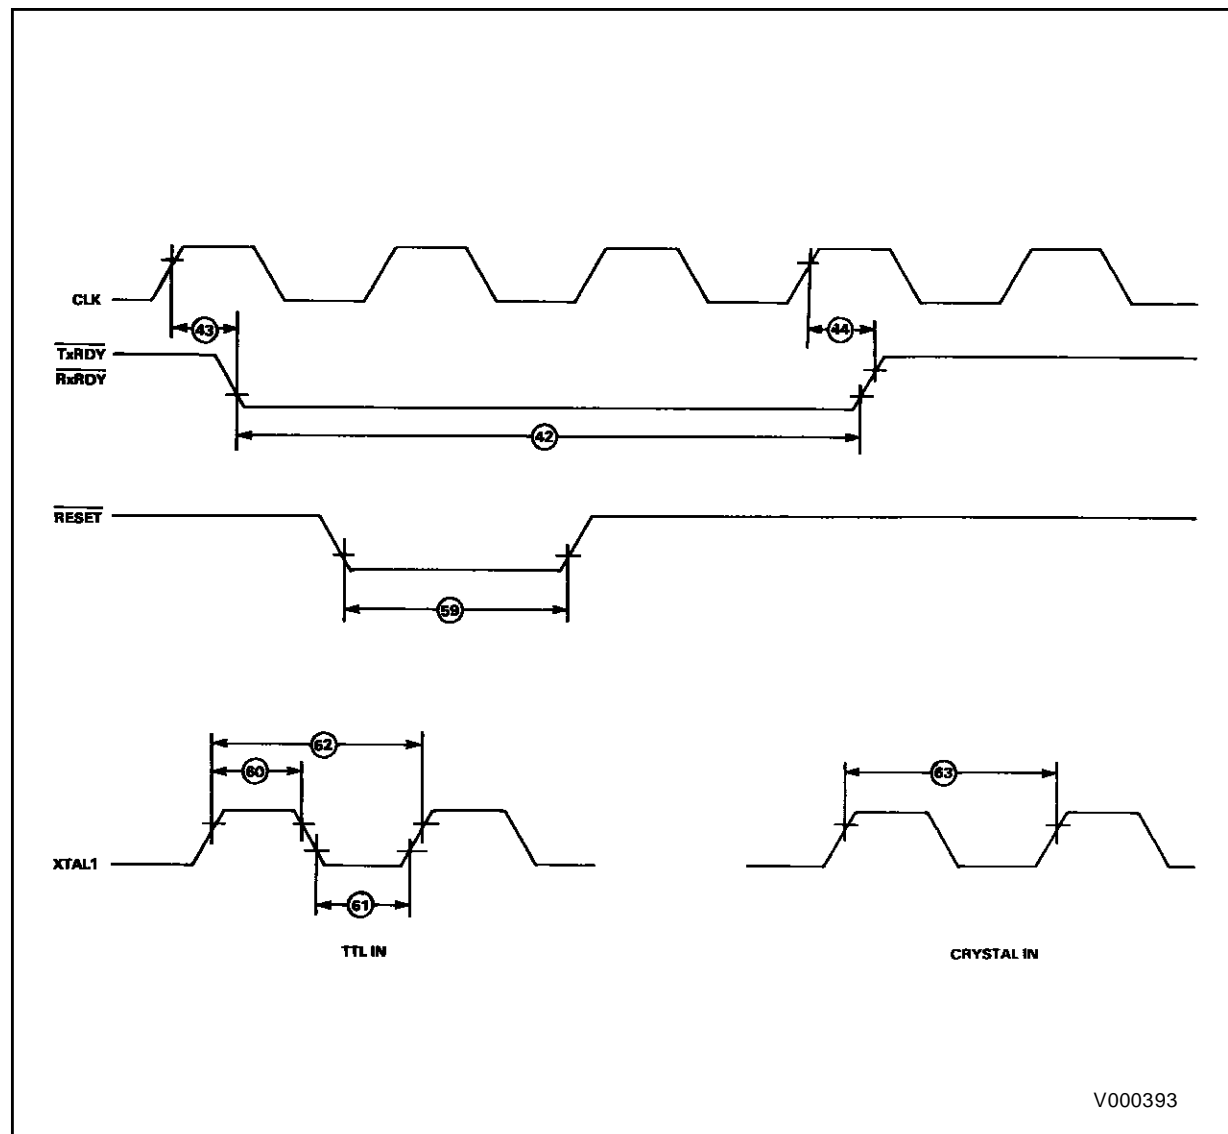 CLK
43
44
TxRDY
RxRDY
42
RESET
59
62
60
63
XTAL1
61
TTL IN
CRYSTAL IN
V000393